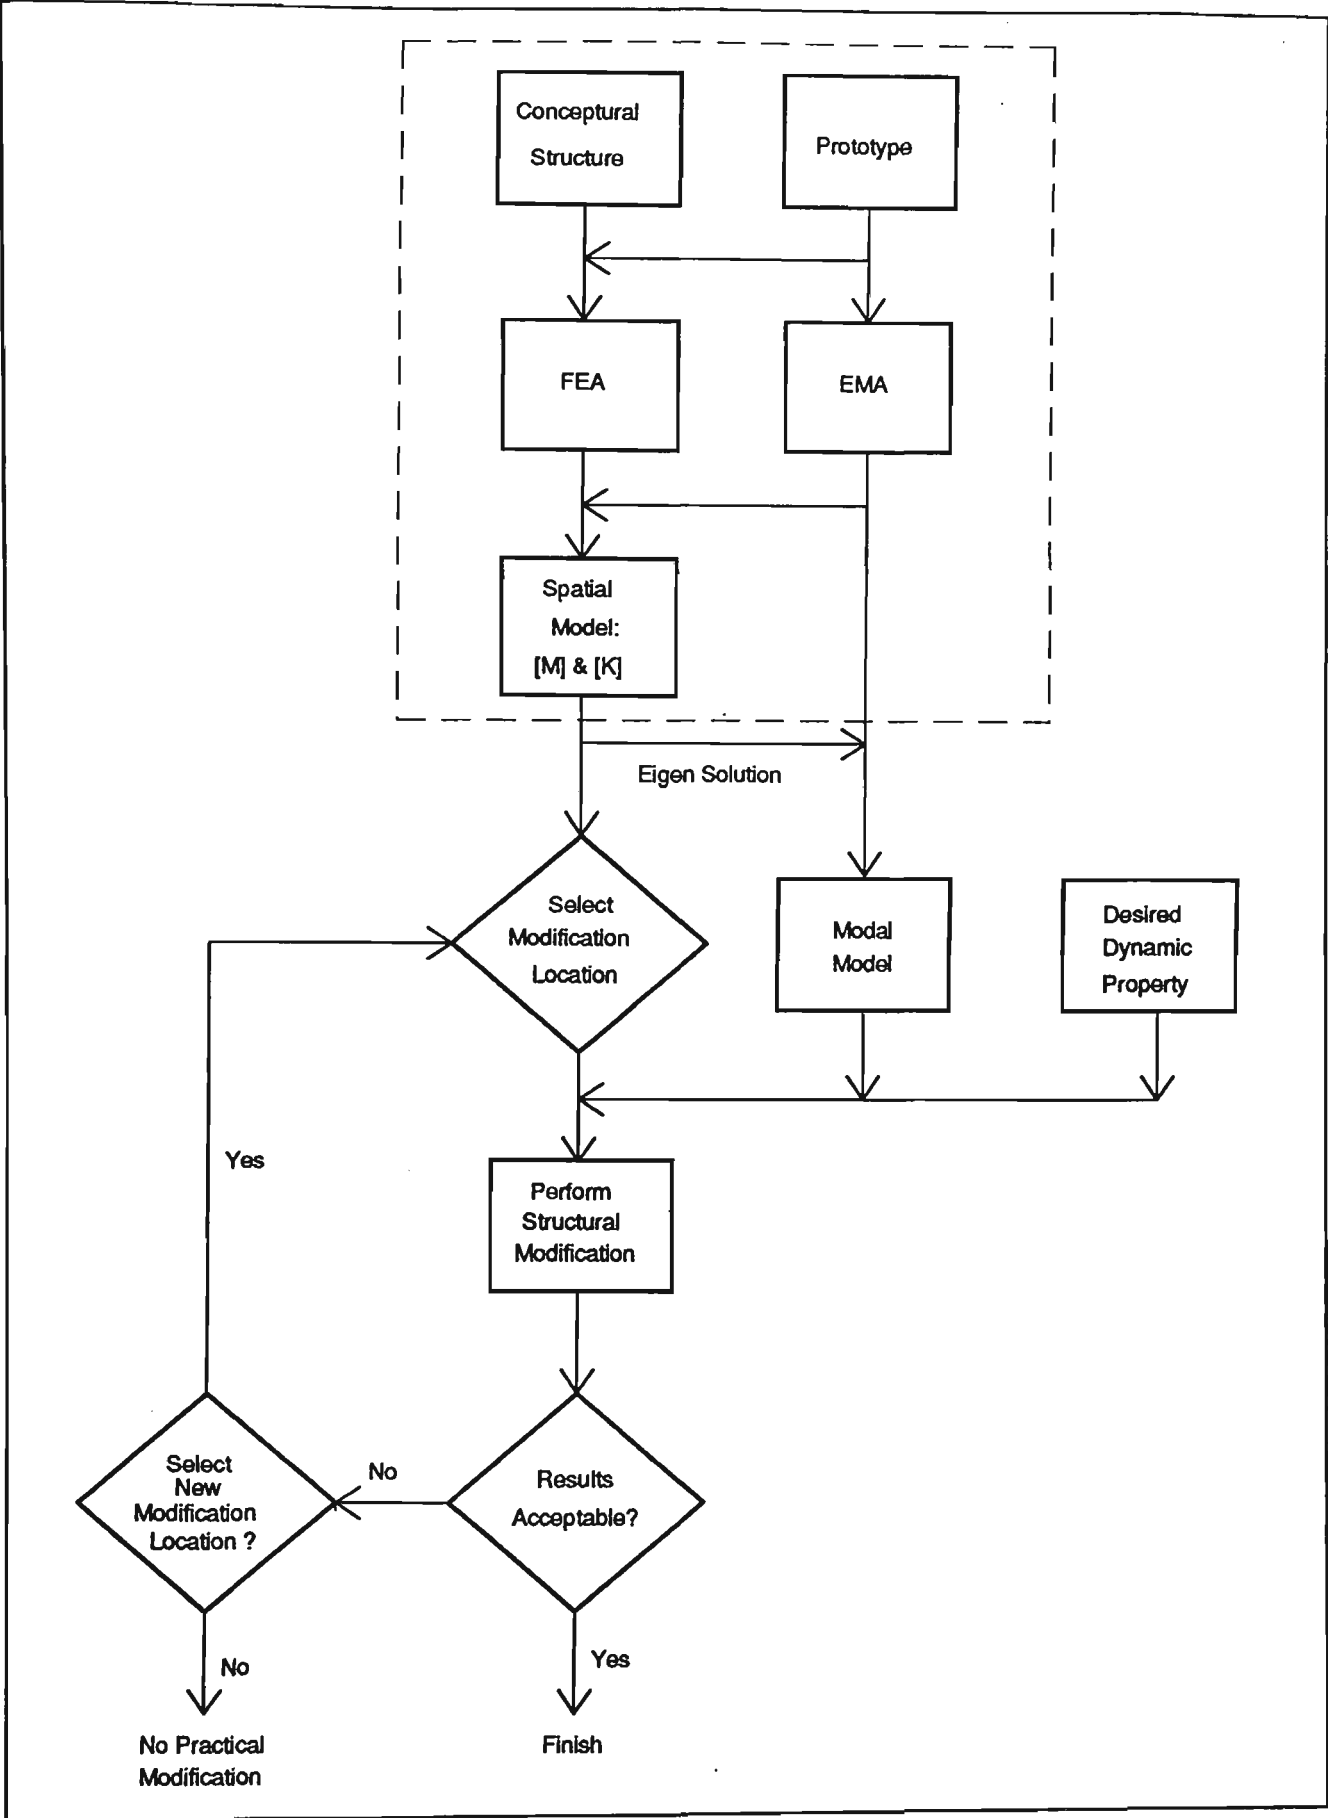 Conceptural
Structure
Prototype
FEA
EMA
Spatial
Model:
[M] & [K]
Eigen Solution
Select
Modification
Location
Modal
Model
Desired
Dynamic
Property
Yes
Perform
Structural
Modification
Select
New
Modification
Location ?
No
Results
Acceptable?
No
Yes
No Practical
Modification
Finish